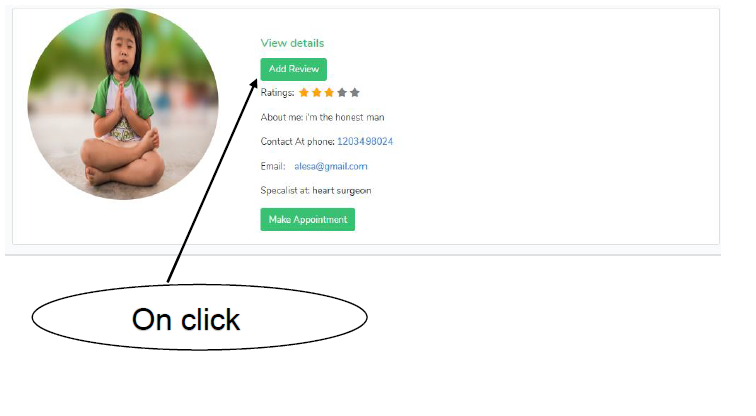 View details
Add Review
Ratings:
About me: i'm the honest man
Contact At phone: 1203498024
Email: alesa@gmail.com
Specalist at: heart surgeon
Make Appointment
On click